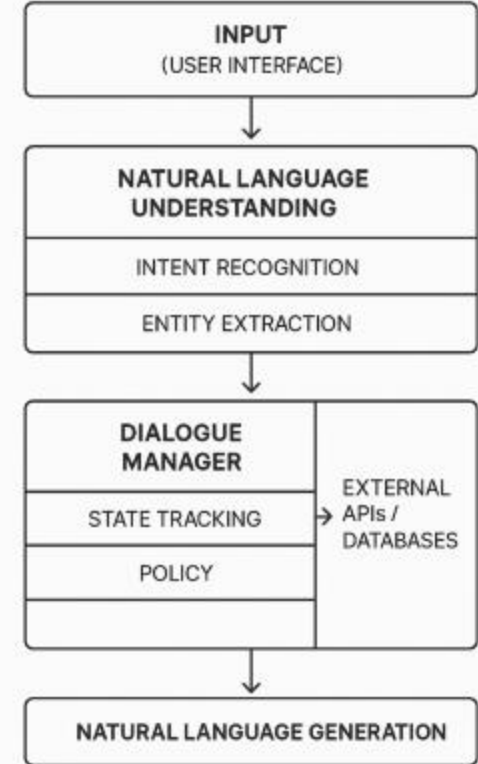 INPUT
(USER INTERFACE)
NATURAL LANGUAGE
UNDERSTANDING
INTENT RECOGNITION
ENTITY EXTRACTION
DIALOGUE
MANAGER
STATE TRACKING
POLICY
EXTERNAL
APIs /
DATABASES
NATURAL LANGUAGE GENERATION